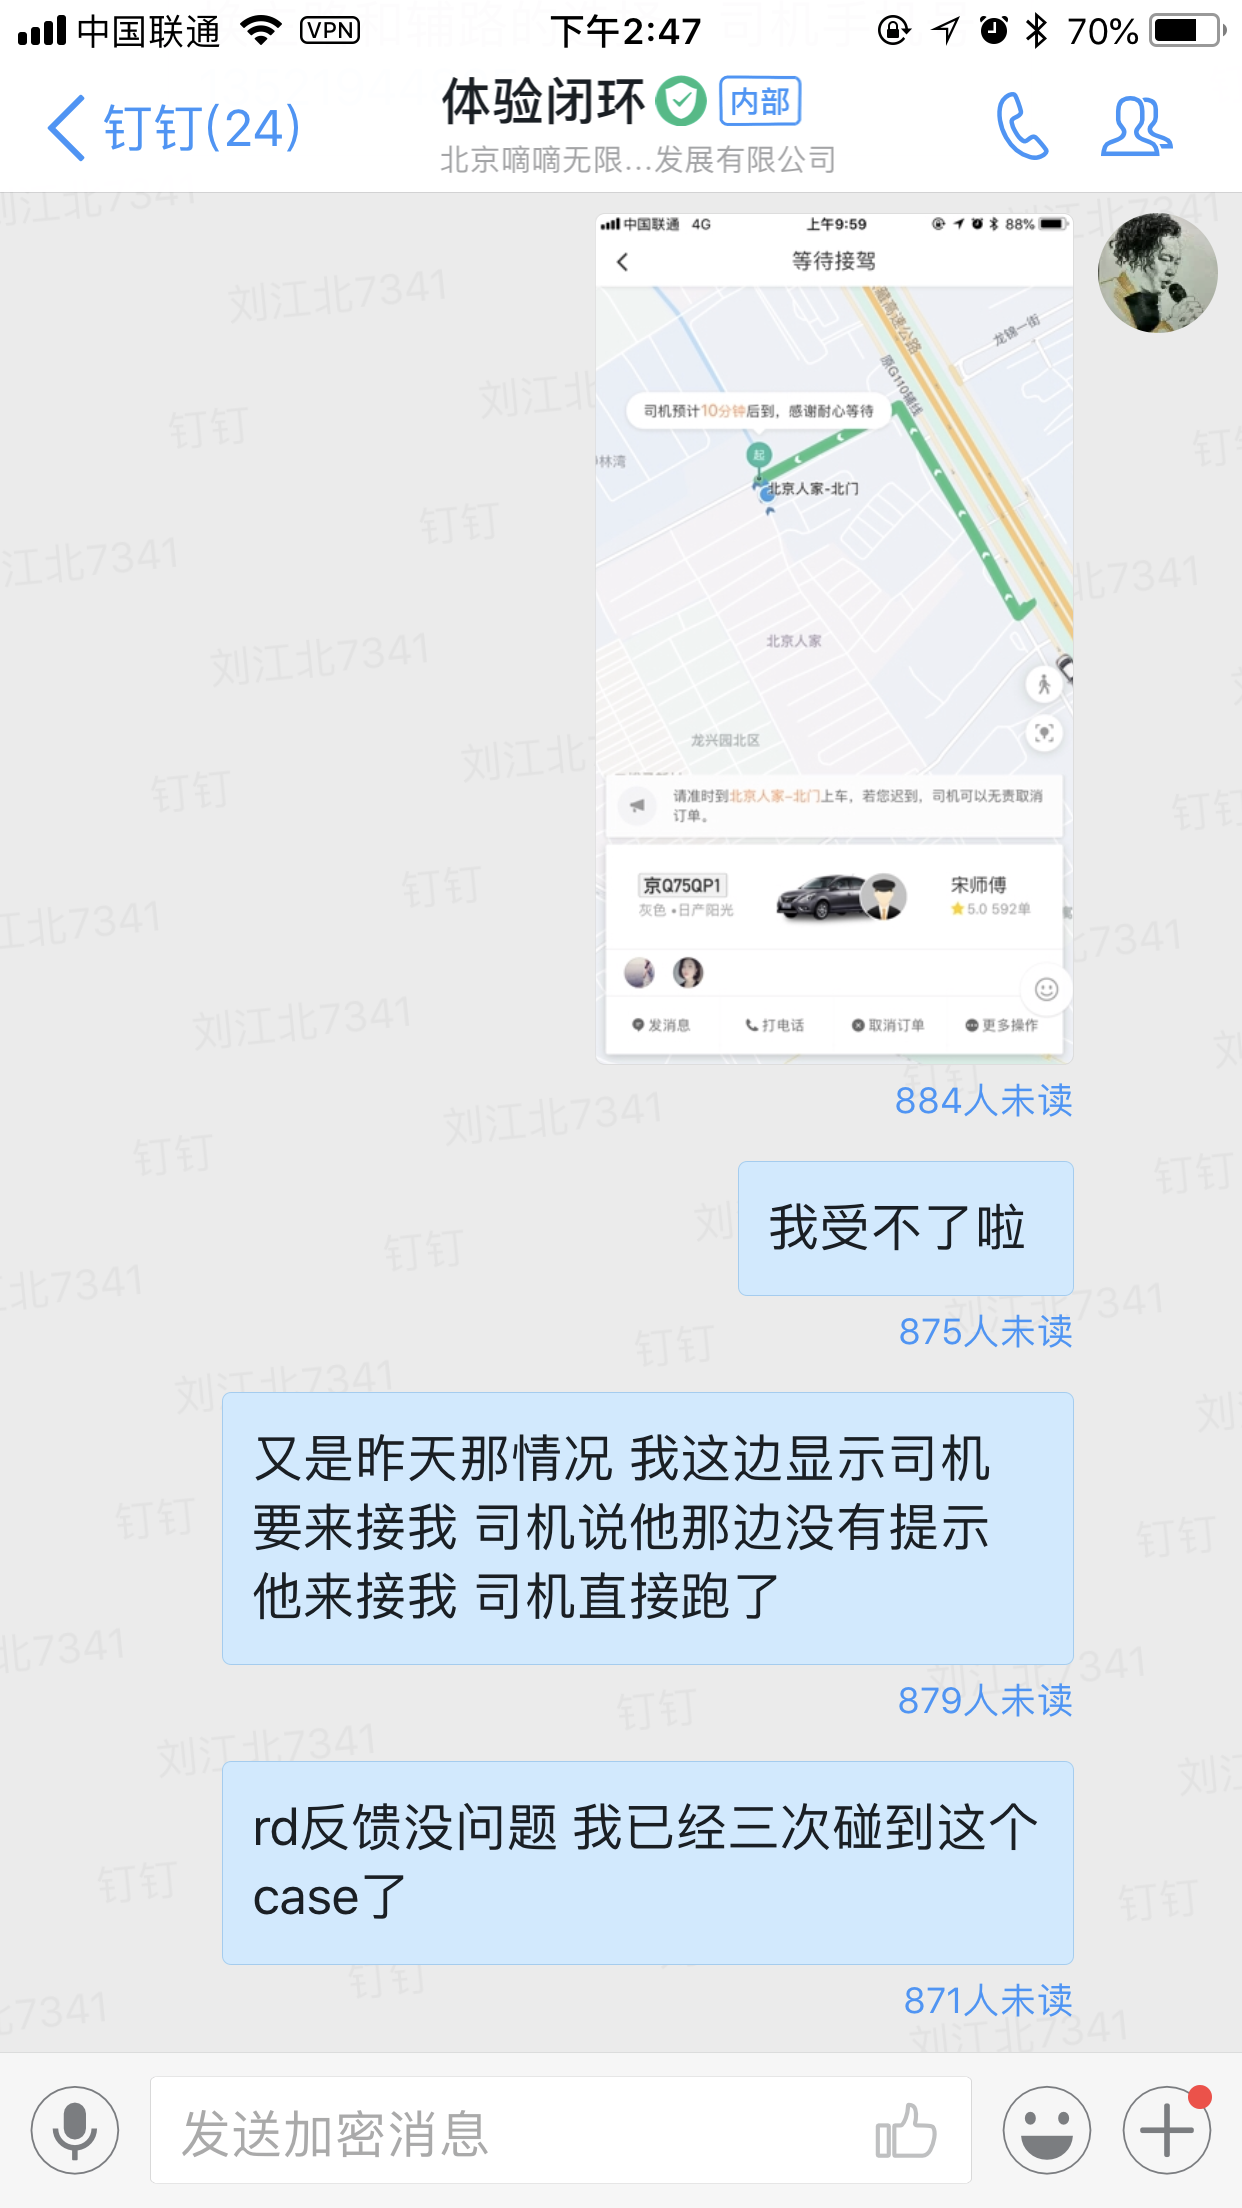 中国联通 VPN 下午2:47 70%
钉钉(24) 体验闭环 内部
北京嘀嘀无限...发展有限公司
中国联通 4G 上午9:59 88%
等待接驾
藏高速公路
龙锦一街
原G110辅线
司机预计10分钟后到，感谢耐心等待
起
林湾
北京人家-北门
北京人家
龙兴园北区
请准时到北京人家-北门上车，若您迟到，司机可以无责取消
订单。
京Q75QP1 宋师傅
灰色•日产阳光 5.0 592单
发消息 打电话 取消订单 更多操作
884人未读
我受不了啦
875人未读
又是昨天那情况 我这边显示司机
要来接我 司机说他那边没有提示
他来接我 司机直接跑了
879人未读
rd反馈没问题 我已经三次碰到这个
case了
871人未读
发送加密消息
刘江北7341
钉钉